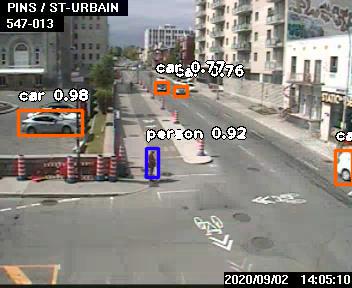 PINS / ST-URBAIN
547-013
car 0.77
0.76
car 0.98
person 0.92
ca
2020/09/02 14:05:10